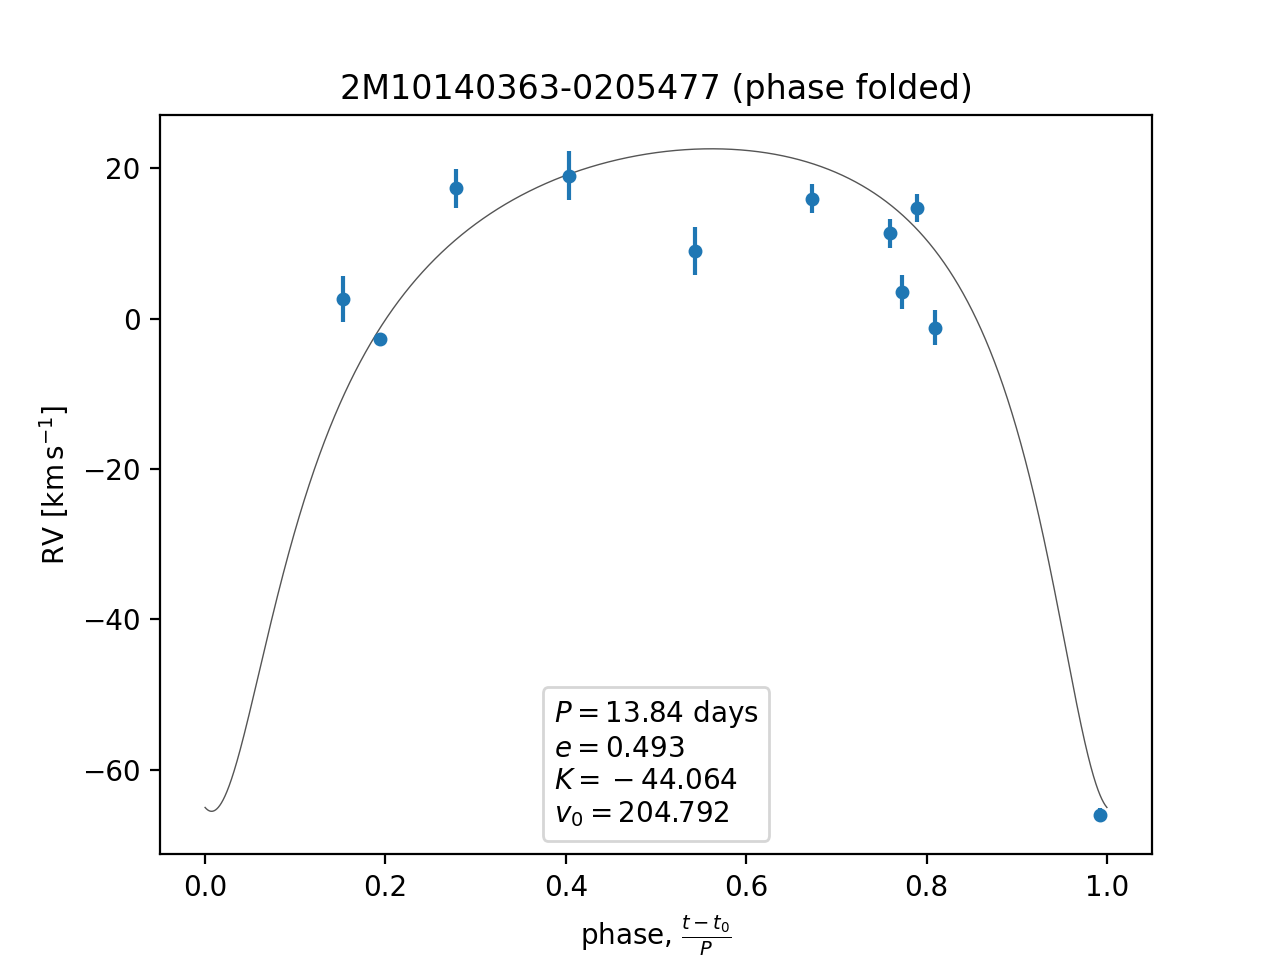 2M10140363-0205477 (phase folded)
20
0
−20
−40
−60
RV [km s⁻¹]
P = 13.84 days
e = 0.493
K = − 44.064
v₀ = 204.792
0.0 0.2 0.4 0.6 0.8 1.0
phase, (t − t₀)/P